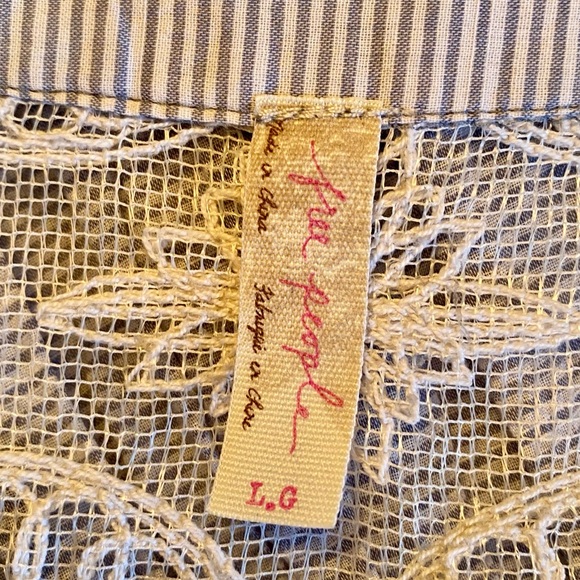 free people
Made in China
Fabriqué en Chine
L.G